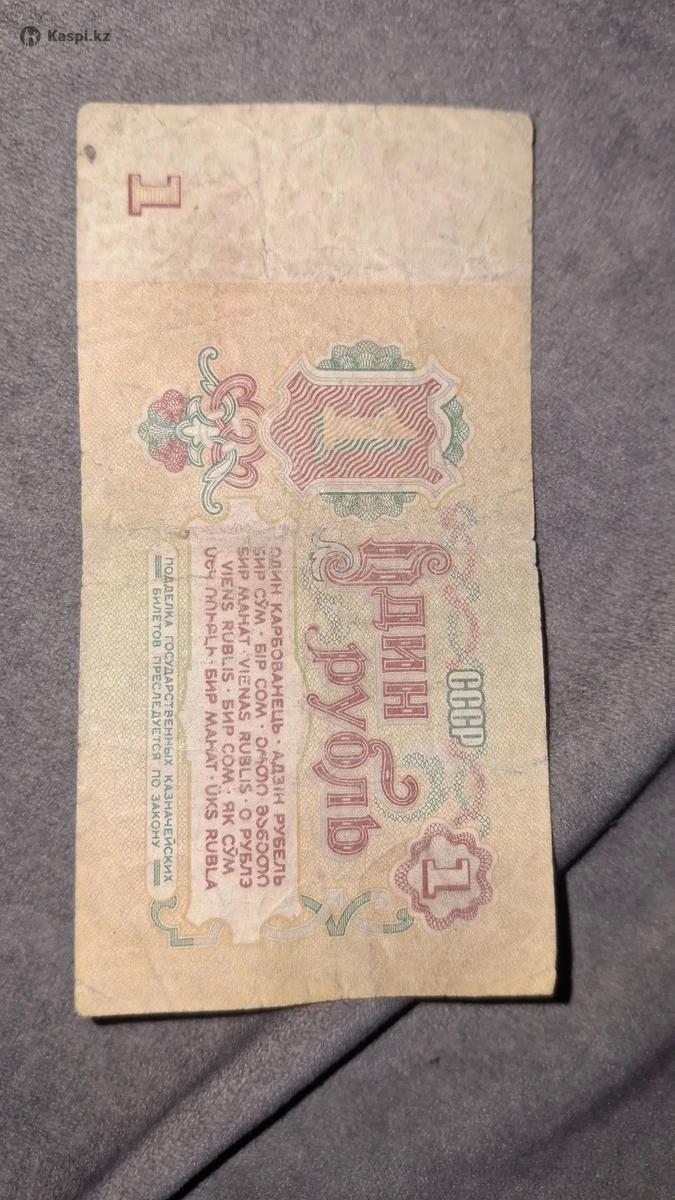 Kaspi.kz
1
1
СССР
Один
рубль
1
ОДИН КАРБОВАНЕЦЬ · АДЗІН РУБЕЛЬ
БИР СЎМ · БІР СОМ · ᲔᲠᲗᲘ ᲛᲐᲜᲔᲗᲘ
БИР МАНАТ · VIENAS RUBLIS · О РУБЛЭ
VIENS RUBLIS · БИР СОМ · ЯК СЎМ
ՄԵԿ ՌՈՒԲԼԻ · БИР МАНАТ · ÜKS RUBLA
ПОДДЕЛКА ГОСУДАРСТВЕННЫХ КАЗНАЧЕЙСКИХ
БИЛЕТОВ ПРЕСЛЕДУЕТСЯ ПО ЗАКОНУ